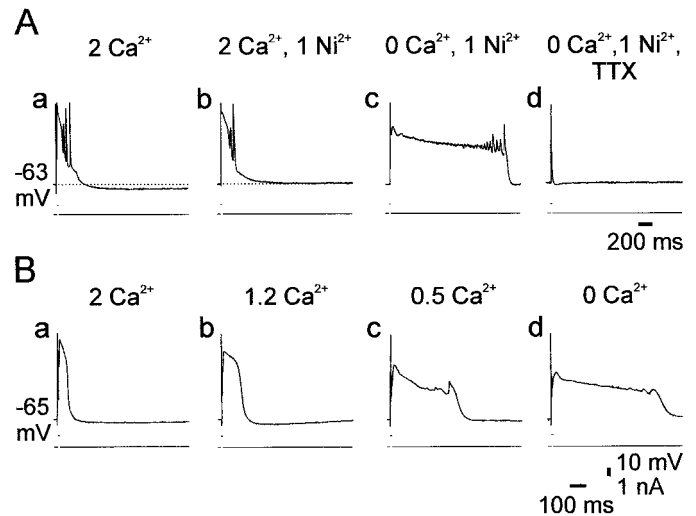 A
2 Ca²⁺
2 Ca²⁺, 1 Ni²⁺
0 Ca²⁺, 1 Ni²⁺
0 Ca²⁺, 1 Ni²⁺,
TTX
a
b
c
d
-63
mV
200 ms
B
2 Ca²⁺
1.2 Ca²⁺
0.5 Ca²⁺
0 Ca²⁺
a
b
c
d
-65
mV
10 mV
1 nA
100 ms